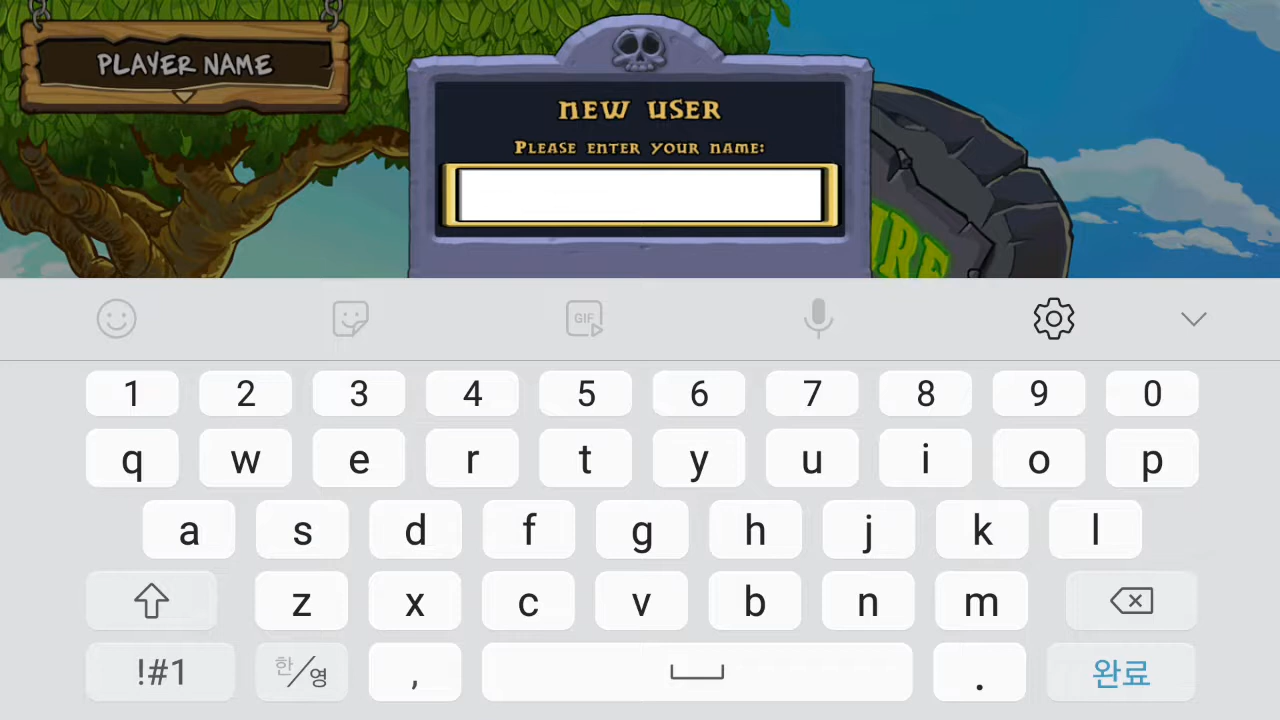 PLAYER NAME
NEW USER
PLEASE ENTER YOUR NAME:
IRE
GIF
1 2 3 4 5 6 7 8 9 0
q w e r t y u i o p
a s d f g h j k l
z x c v b n m
!#1 한/영 , . 완료